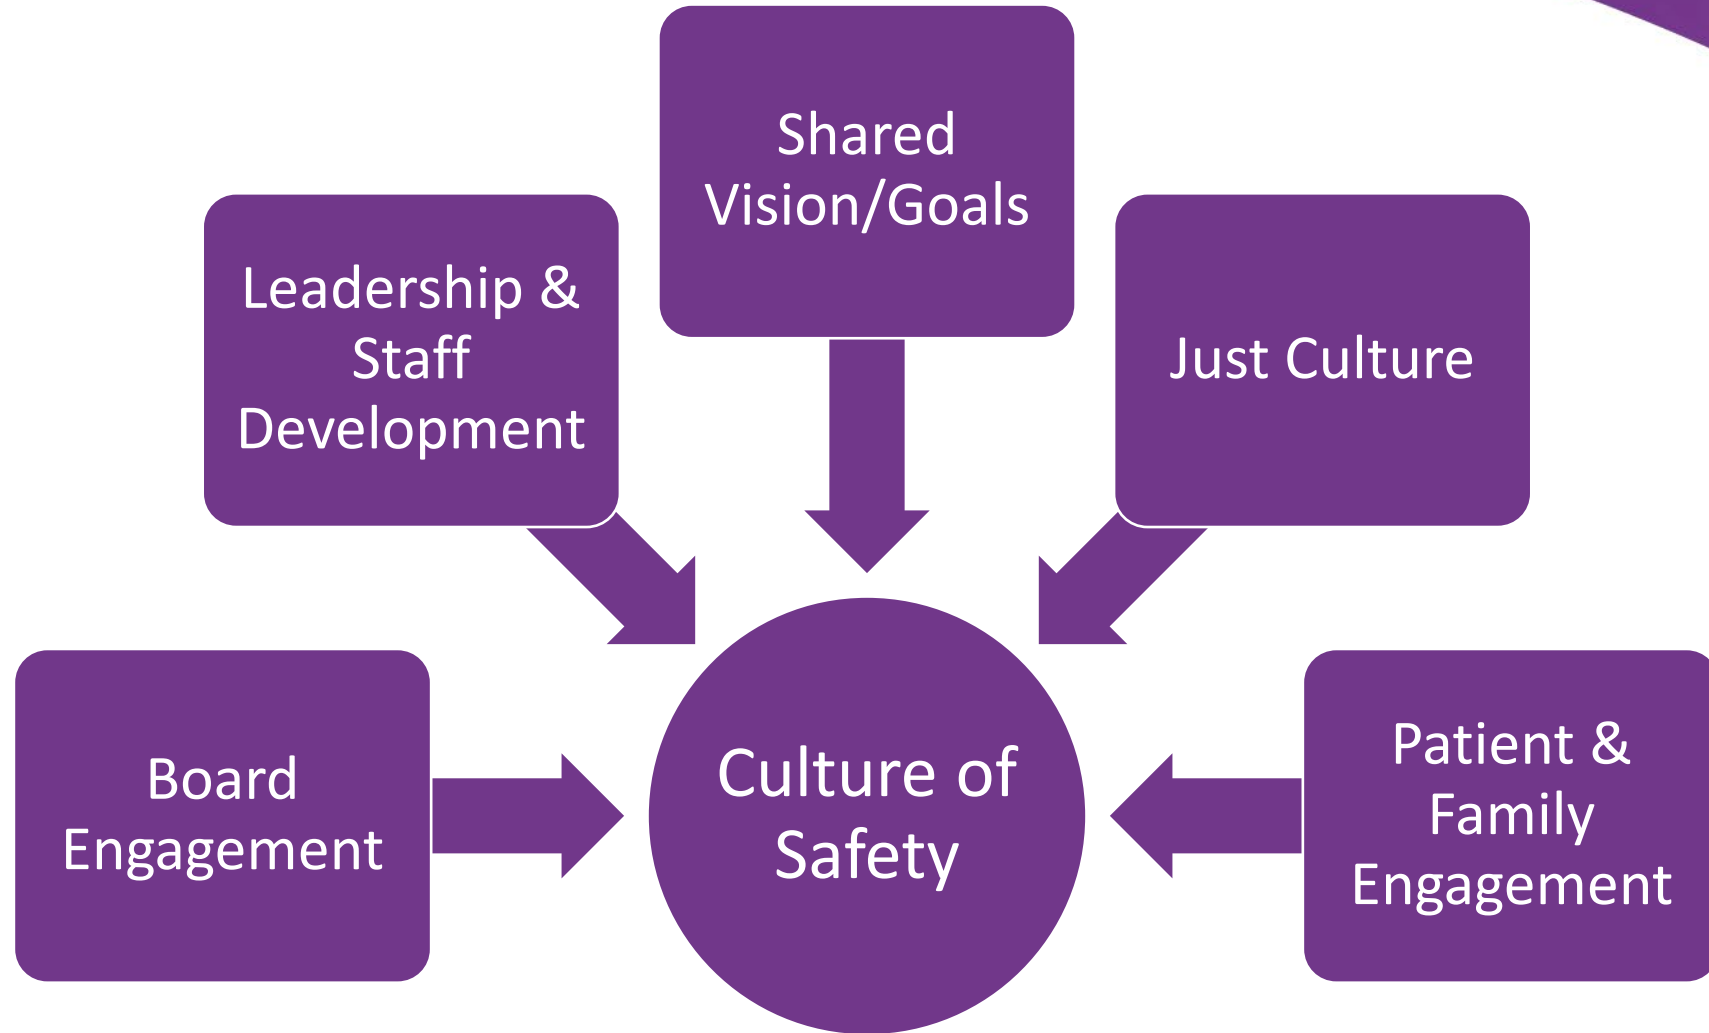 Shared
Vision/Goals
Leadership &
Staff
Development
Just Culture
Board
Engagement
Culture of
Safety
Patient &
Family
Engagement